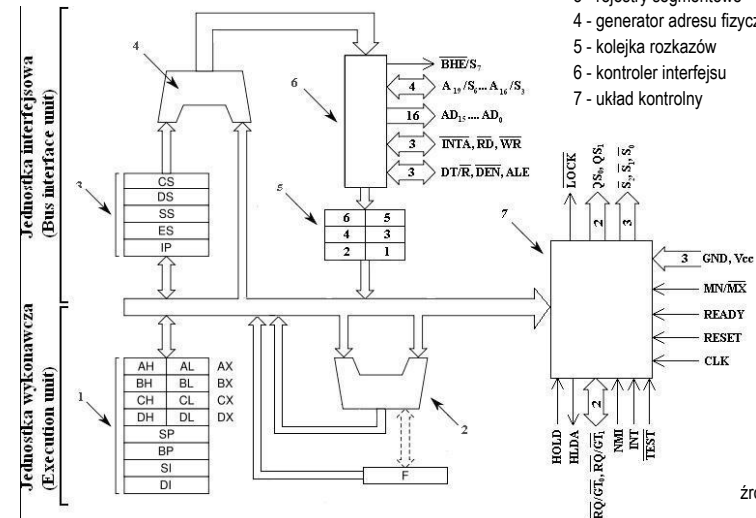 3 - rejestry segmentowe
4 - generator adresu fizycz
5 - kolejka rozkazów
6 - kontroler interfejsu
7 - układ kontrolny
Jednostka interfejsowa
(Bus interface unit)
4
6
BHE/S7
4 A19/S6...A16/S3
16 AD15....AD0
3 INTA, RD, WR
3 DT/R, DEN, ALE
3
CS
DS
SS
ES
IP
5
6 5
4 3
2 1
LOCK
QS0, QS1
2
S2, S1, S0
3
7
3 GND, Vcc
MN/MX
READY
RESET
CLK
HOLD
HLDA
2
RQ/GT0, RQ/GT1
NMI
INT
TEST
Jednostka wykonawcza
(Execution unit)
1
AH AL AX
BH BL BX
CH CL CX
DH DL DX
SP
BP
SI
DI
2
F
źró